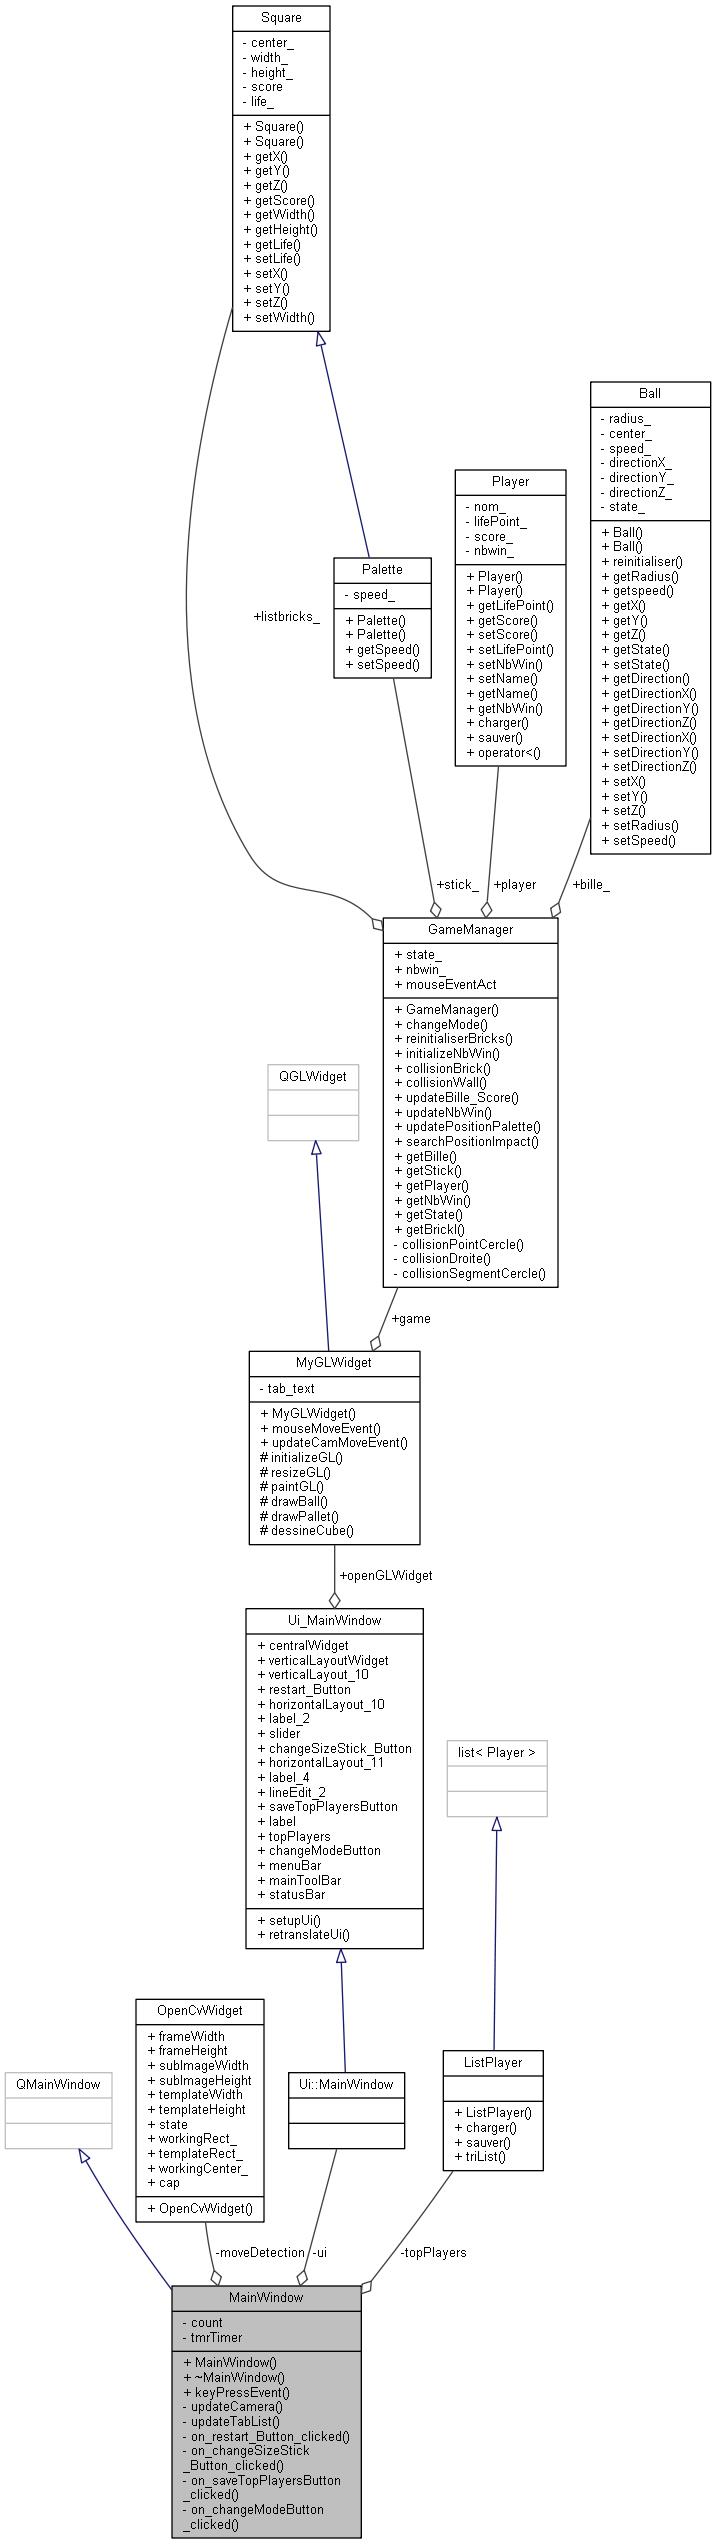 Square
- center_
- width_
- height_
- score
- life_
+ Square()
+ Square()
+ getX()
+ getY()
+ getZ()
+ getScore()
+ getWidth()
+ getHeight()
+ getLife()
+ setLife()
+ setX()
+ setY()
+ setZ()
+ setWidth()
Ball
- radius_
- center_
- speed_
- directionX_
- directionY_
- directionZ_
- state_
+ Ball()
+ Ball()
+ reinitialiser()
+ getRadius()
+ getspeed()
+ getX()
+ getY()
+ getZ()
+ getState()
+ setState()
+ getDirection()
+ getDirectionX()
+ getDirectionY()
+ getDirectionZ()
+ setDirectionX()
+ setDirectionY()
+ setDirectionZ()
+ setX()
+ setY()
+ setZ()
+ setRadius()
+ setSpeed()
Player
- nom_
- lifePoint_
- score_
- nbwin_
+ Player()
+ Player()
+ getLifePoint()
+ getScore()
+ setScore()
+ setLifePoint()
+ setNbWin()
+ setName()
+ getName()
+ getNbWin()
+ charger()
+ sauver()
+ operator<()
Palette
- speed_
+ Palette()
+ Palette()
+ getSpeed()
+ setSpeed()
+listbricks_
+stick_
+player
+bille_
GameManager
+ state_
+ nbwin_
+ mouseEventAct
+ GameManager()
+ changeMode()
+ reinitialiserBricks()
+ initializeNbWin()
+ collisionBrick()
+ collisionWall()
+ updateBille_Score()
+ updateNbWin()
+ updatePositionPalette()
+ searchPositionImpact()
+ getBille()
+ getStick()
+ getPlayer()
+ getNbWin()
+ getState()
+ getBrickI()
- collisionPointCercle()
- collisionDroite()
- collisionSegmentCercle()
QGLWidget
+game
MyGLWidget
- tab_text
+ MyGLWidget()
+ mouseMoveEvent()
+ updateCamMoveEvent()
# initializeGL()
# resizeGL()
# paintGL()
# drawBall()
# drawPallet()
# dessineCube()
+openGLWidget
Ui_MainWindow
+ centralWidget
+ verticalLayoutWidget
+ verticalLayout_10
+ restart_Button
+ horizontalLayout_10
+ label_2
+ slider
+ changeSizeStick_Button
+ horizontalLayout_11
+ label_4
+ lineEdit_2
+ saveTopPlayersButton
+ label
+ topPlayers
+ changeModeButton
+ menuBar
+ mainToolBar
+ statusBar
+ setupUi()
+ retranslateUi()
list< Player >
OpenCvWidget
+ frameWidth
+ frameHeight
+ subImageWidth
+ subImageHeight
+ templateWidth
+ templateHeight
+ state
+ workingRect_
+ templateRect_
+ workingCenter_
+ cap
+ OpenCvWidget()
QMainWindow
Ui::MainWindow
ListPlayer
+ ListPlayer()
+ charger()
+ sauver()
+ triList()
-moveDetection
-ui
-topPlayers
MainWindow
- count
- tmrTimer
+ MainWindow()
+ ~MainWindow()
+ keyPressEvent()
- updateCamera()
- updateTabList()
- on_restart_Button_clicked()
- on_changeSizeStick
_Button_clicked()
- on_saveTopPlayersButton
_clicked()
- on_changeModeButton
_clicked()